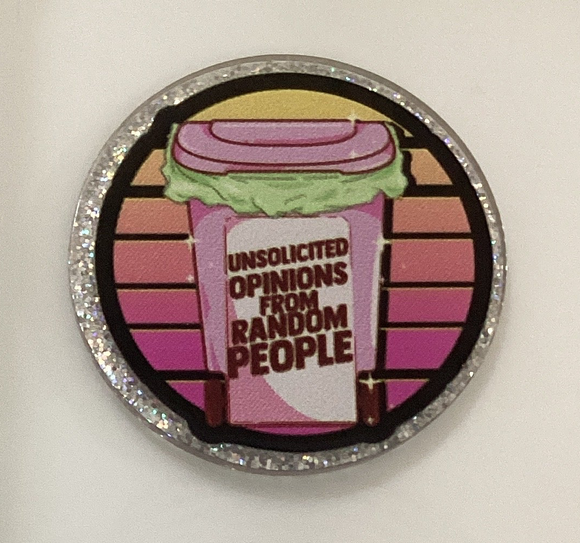 UNSOLICITED
OPINIONS
FROM
RANDOM
PEOPLE